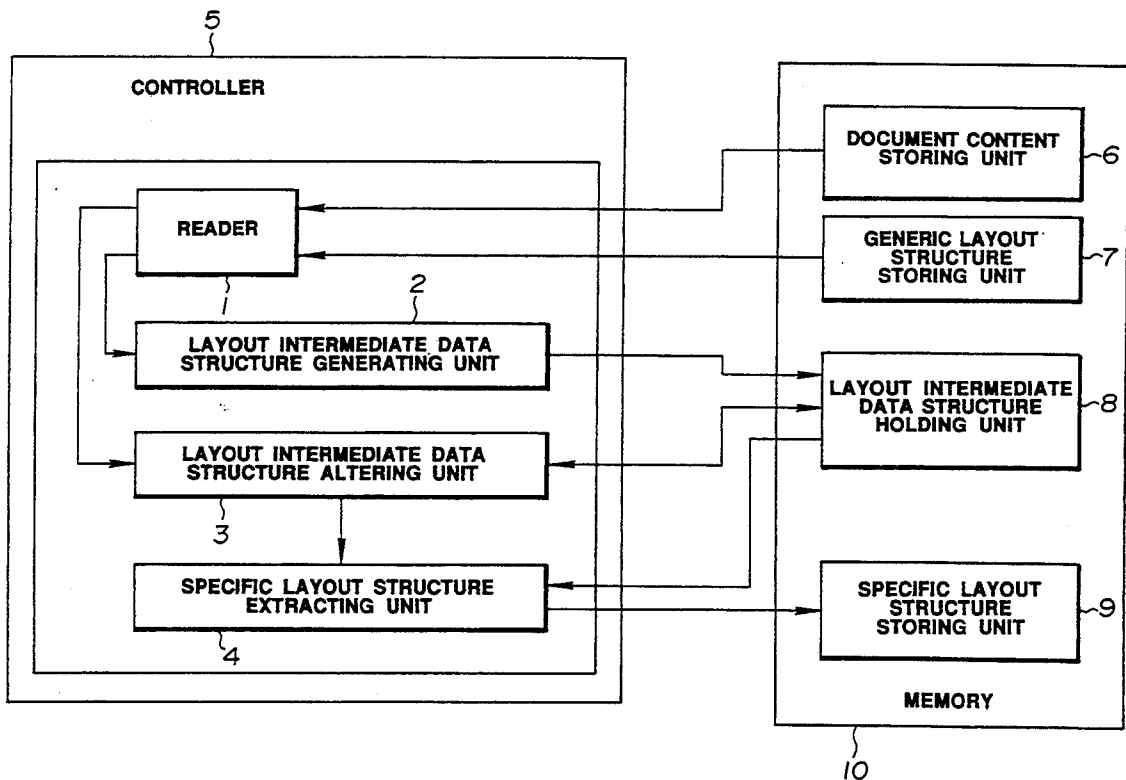 5
CONTROLLER
READER
1
2
LAYOUT INTERMEDIATE DATA
STRUCTURE GENERATING UNIT
LAYOUT INTERMEDIATE DATA
STRUCTURE ALTERING UNIT
3
SPECIFIC LAYOUT STRUCTURE
EXTRACTING UNIT
4
DOCUMENT CONTENT
STORING UNIT
6
GENERIC LAYOUT
STRUCTURE
STORING UNIT
7
LAYOUT INTERMEDIATE
DATA STRUCTURE
HOLDING UNIT
8
SPECIFIC LAYOUT
STRUCTURE
STORING UNIT
9
MEMORY
10